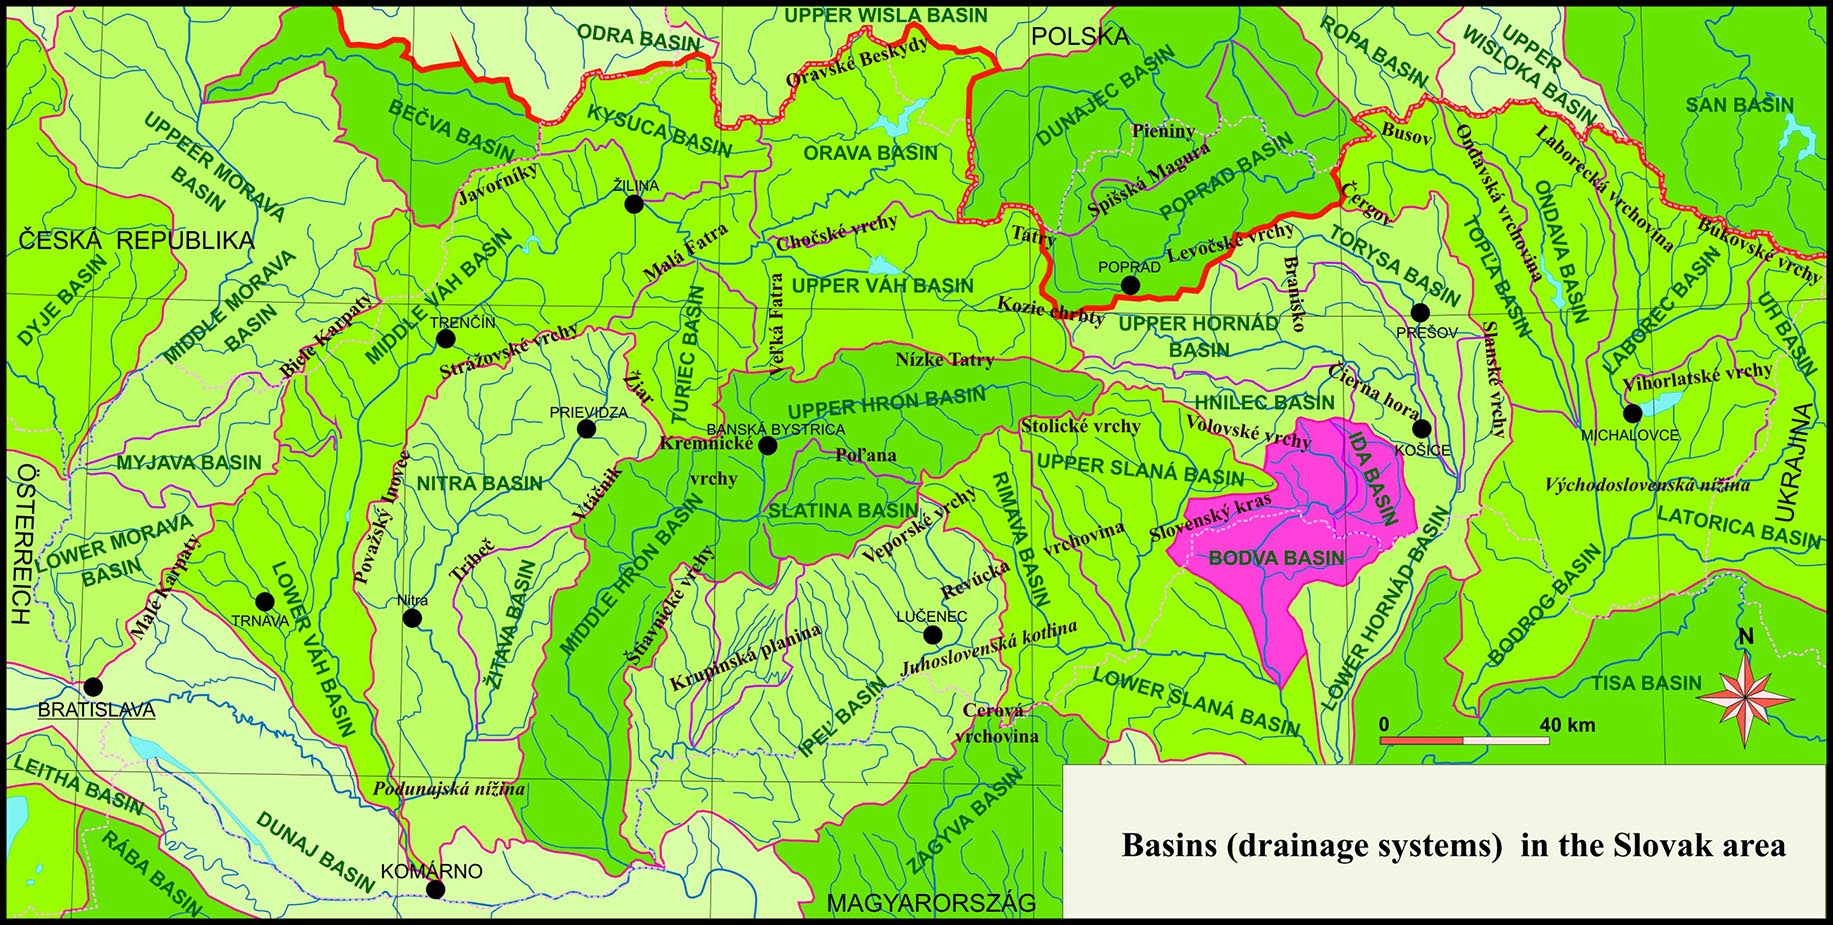 UPPER WISLA BASIN
ODRA BASIN
POLSKA
ROPA BASIN
UPPER
WISLOKA BASIN
SAN BASIN
Oravské Beskydy
DUNAJEC BASIN
BEČVA BASIN
KYSUCA BASIN
ORAVA BASIN
UPPEER MORAVA
BASIN
Pieniny
Busov
Ondavská vrchovina
Laborecká vrchovina
Javorníky
ŽILINA
Spišská Magura
POPRAD BASIN
Čergov
ONDAVA BASIN
ČESKÁ REPUBLIKA
Malá Fatra
Chočské vrchy
Tatry
Levočské vrchy
TORYSA BASIN
TOPĽA BASIN
Bukovské vrchy
DYJE BASIN
MIDDLE MORAVA
BASIN
MIDDLE VÁH BASIN
UPPER VÁH BASIN
POPRAD
Branisko
LABOREC BASIN
UH BASIN
Biele Karpaty
TRENČÍN
Strážovské vrchy
TURIEC BASIN
Veľká Fatra
Kozie chrbty
UPPER HORNÁD
BASIN
PREŠOV
Slanské vrchy
Nízke Tatry
Žiar
Čierna hora
Vihorlatské vrchy
UPPER HRON BASIN
HNILEC BASIN
PRIEVIDZA
BANSKÁ BYSTRICA
Kremnické
vrchy
Stolické vrchy
Volovské vrchy
KOŠICE
MICHALOVCE
UKRAJINA
MYJAVA BASIN
Poľana
IDA BASIN
ÖSTERREICH
Považský Inovec
NITRA BASIN
Vtáčnik
UPPER SLANÁ BASIN
Východoslovenská nížina
SLATINA BASIN
RIMAVA BASIN
Slovenský kras
LATORICA BASIN
LOWER MORAVA
BASIN
Veporské vrchy
vrchovina
BODVA BASIN
Malé Karpaty
LOWER VÁH BASIN
Tribeč
MIDDLE HRON BASIN
Štiavnické vrchy
Revúcka
LOWER HORNÁD BASIN
BODROG BASIN
TRNAVA
Nitra
ŽITAVA BASIN
LUČENEC
Krupinská planina
Juhoslovenská kotlina
N
BRATISLAVA
IPEĽ BASIN
Cerová
vrchovina
LOWER SLANÁ BASIN
TISA BASIN
0 40 km
LEITHA BASIN
Podunajská nížina
ZAGYVA BASIN
DUNAJ BASIN
RÁBA BASIN
KOMÁRNO
MAGYARORSZÁG
Basins (drainage systems) in the Slovak area